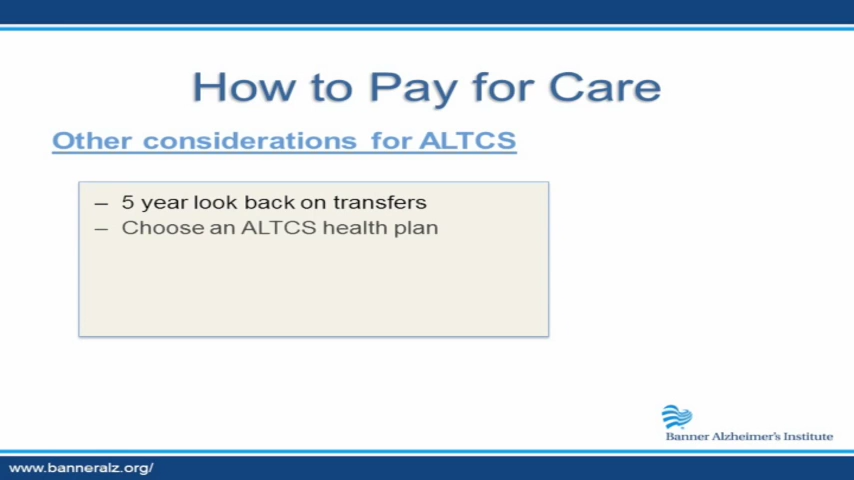 How to Pay for Care
Other considerations for ALTCS
– 5 year look back on transfers
– Choose an ALTCS health plan
Banner Alzheimer's Institute
www.banneralz.org/